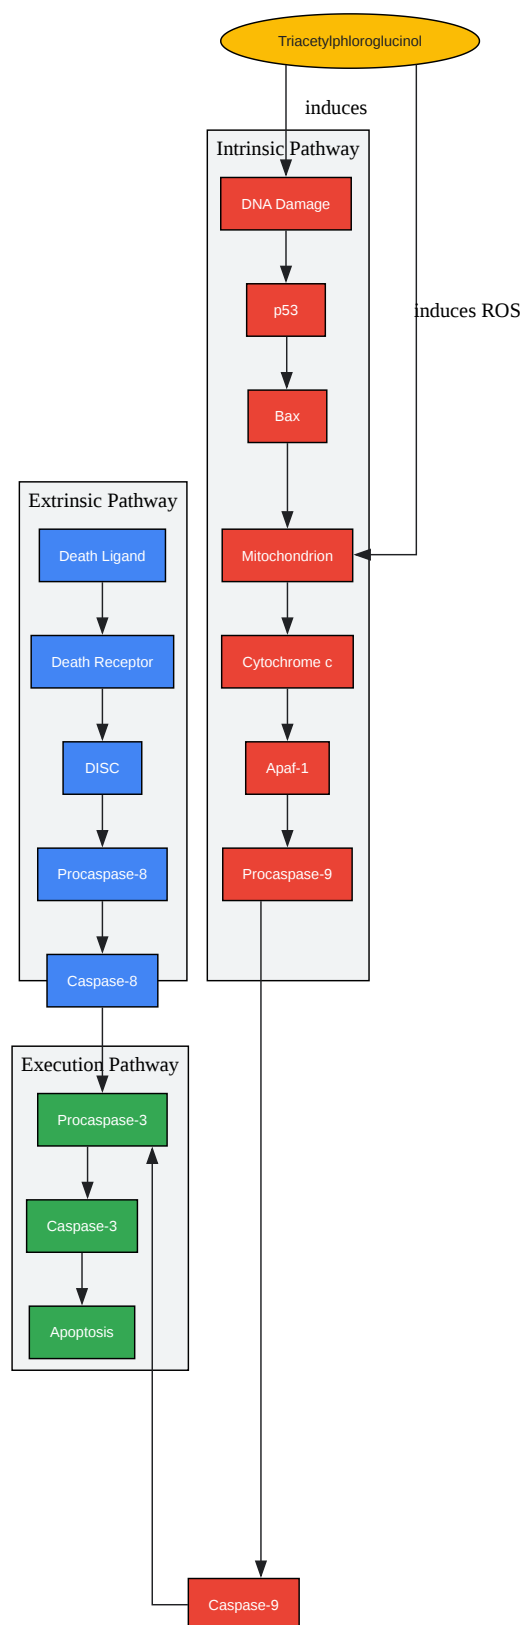 Triacetylphloroglucinol
induces
Intrinsic Pathway
DNA Damage
p53
induces ROS
Bax
Extrinsic Pathway
Death Ligand
Mitochondrion
Death Receptor
Cytochrome c
DISC
Apaf-1
Procaspase-8
Procaspase-9
Caspase-8
Execution Pathway
Procaspase-3
Caspase-3
Apoptosis
Caspase-9